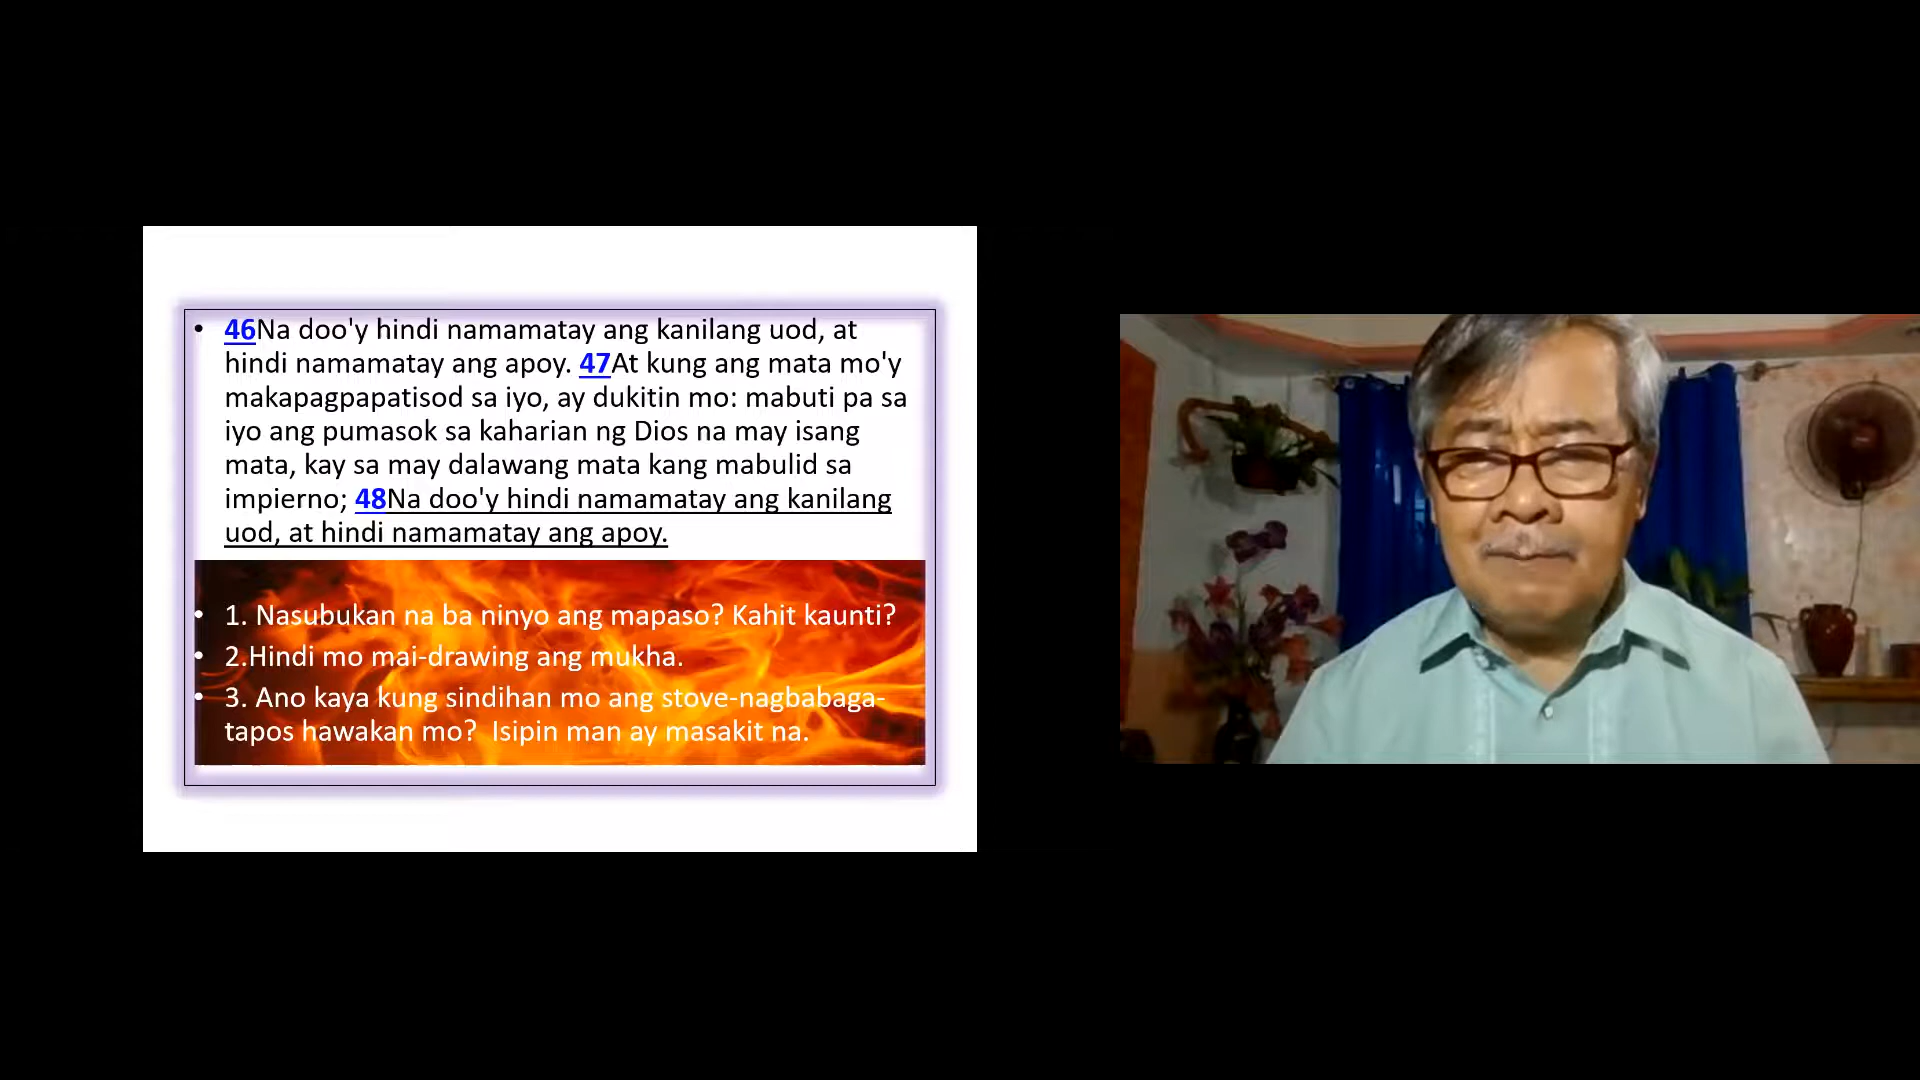 • 46Na doo'y hindi namamatay ang kanilang uod, at
hindi namamatay ang apoy. 47At kung ang mata mo'y
makapagpapatisod sa iyo, ay dukitin mo: mabuti pa sa
iyo ang pumasok sa kaharian ng Dios na may isang
mata, kay sa may dalawang mata kang mabulid sa
impierno; 48Na doo'y hindi namamatay ang kanilang
uod, at hindi namamatay ang apoy.
• 1. Nasubukan na ba ninyo ang mapaso? Kahit kaunti?
• 2.Hindi mo mai-drawing ang mukha.
• 3. Ano kaya kung sindihan mo ang stove-nagbabaga-
tapos hawakan mo? Isipin man ay masakit na.